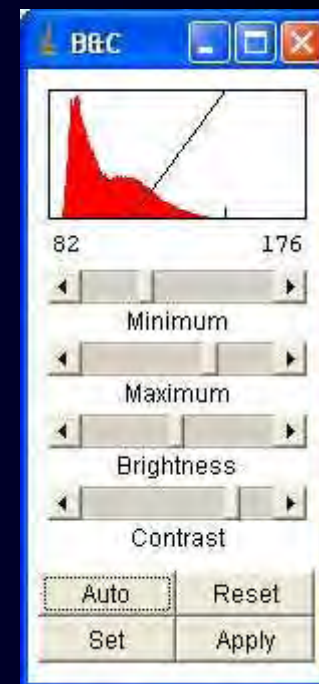 B&C
82 176
Minimum
Maximum
Brightness
Contrast
Auto Reset
Set Apply